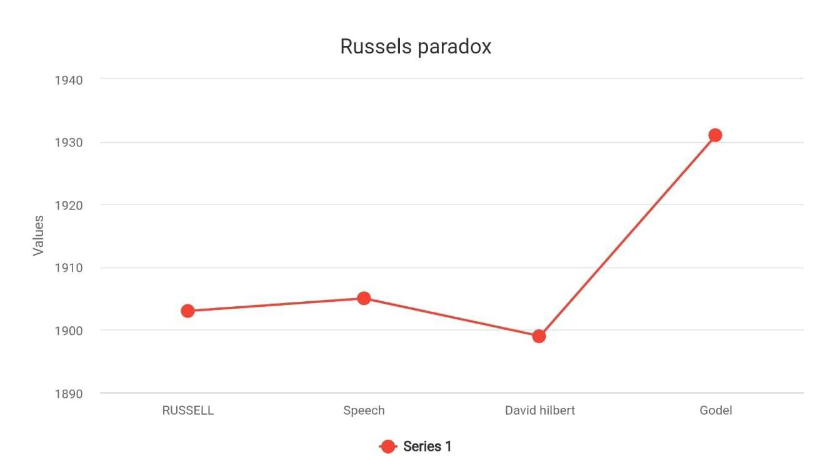 Russels paradox
1940
1930
1920
1910
1900
1890
Values
RUSSELL
Speech
David hilbert
Godel
Series 1